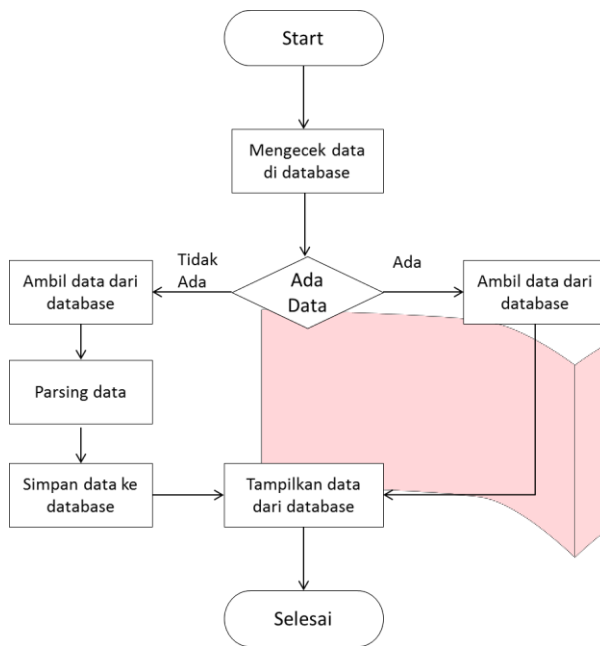 Start
Mengecek data
di database
Tidak
Ada
Ada
Ambil data dari
database
Ada
Data
Ambil data dari
database
Parsing data
Simpan data ke
database
Tampilkan data
dari database
Selesai